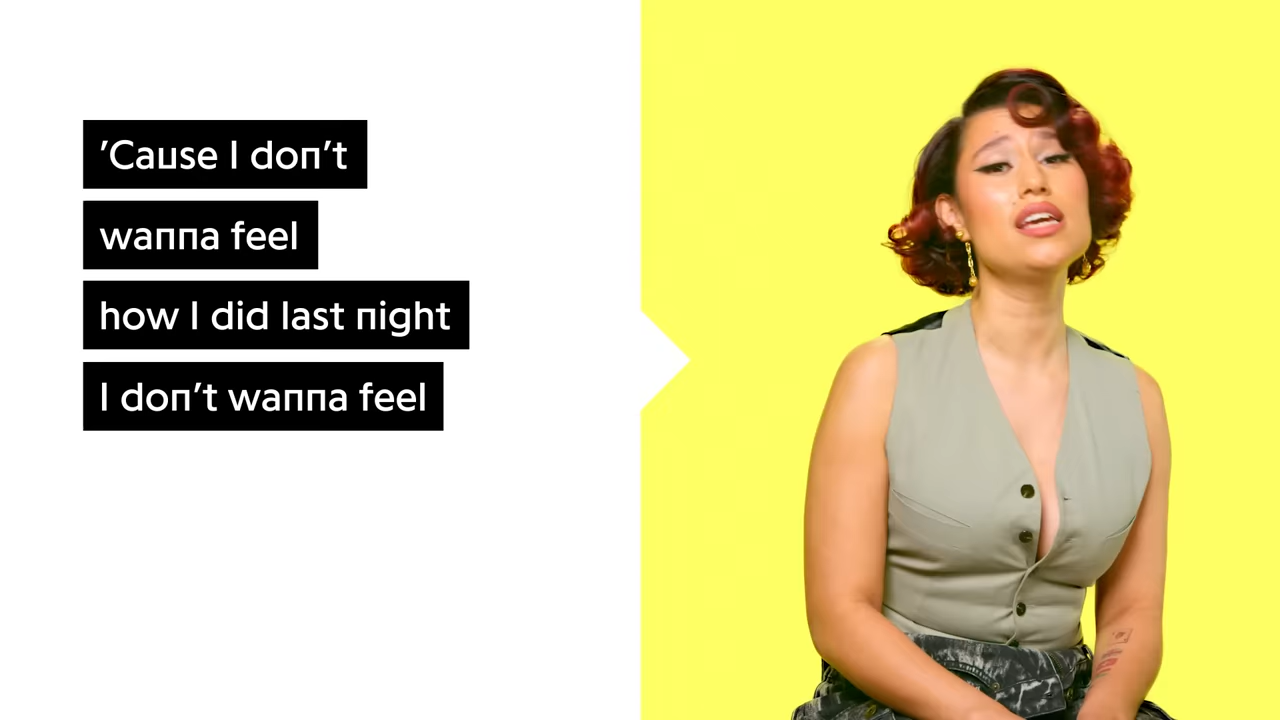 ’Cause I don’t
wanna feel
how I did last night
I don’t wanna feel